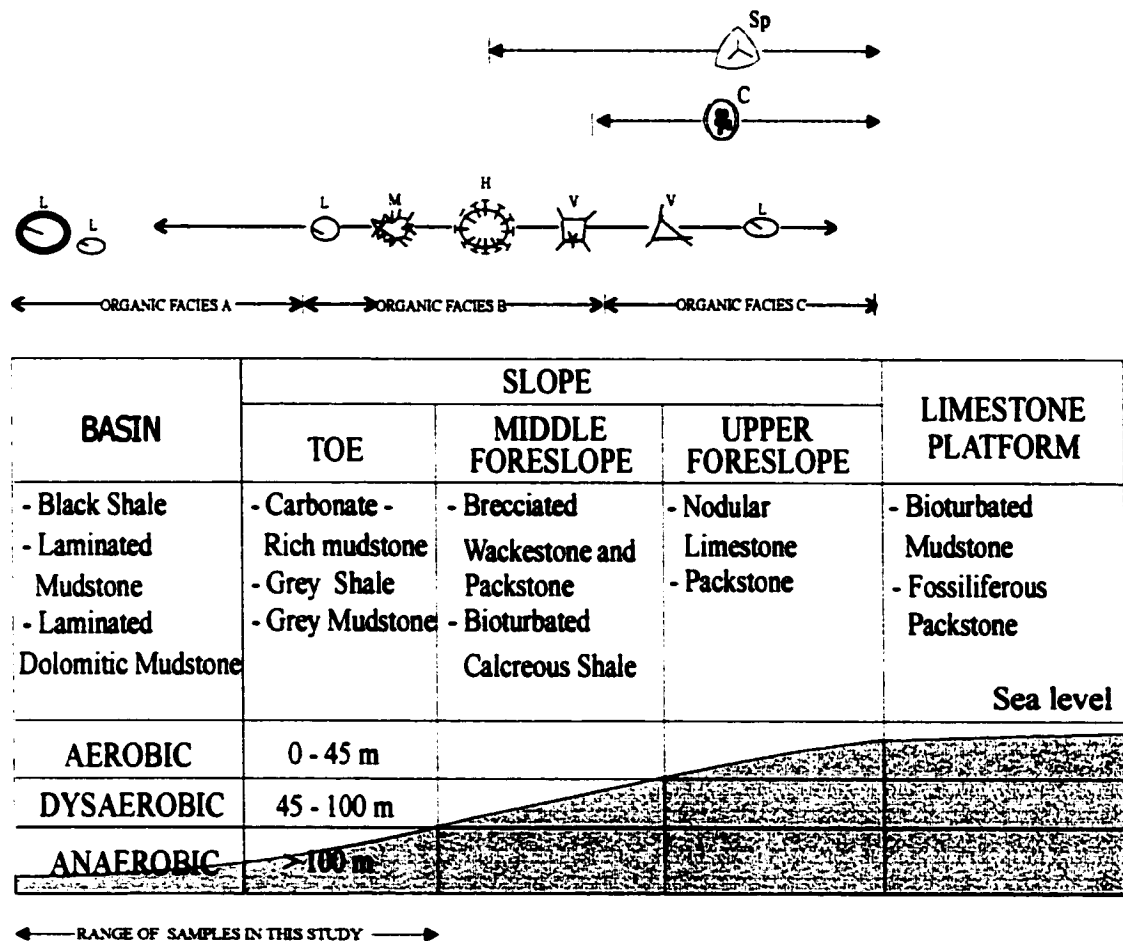 Sp
C
L
L
L
M
H
V
V
L
ORGANIC FACIES A
ORGANIC FACIES B
ORGANIC FACIES C
BASIN
SLOPE
TOE
MIDDLE
FORESLOPE
UPPER
FORESLOPE
LIMESTONE
PLATFORM
- Black Shale
- Laminated
Mudstone
- Laminated
Dolomitic Mudstone
- Carbonate -
Rich mudstone
- Grey Shale
- Grey Mudstone
- Brecciated
Wackestone and
Packstone
- Bioturbated
Calcreous Shale
- Nodular
Limestone
- Packstone
- Bioturbated
Mudstone
- Fossiliferous
Packstone
Sea level
AEROBIC
0 - 45 m
DYSAEROBIC
45 - 100 m
ANAEROBIC
>100 m
RANGE OF SAMPLES IN THIS STUDY